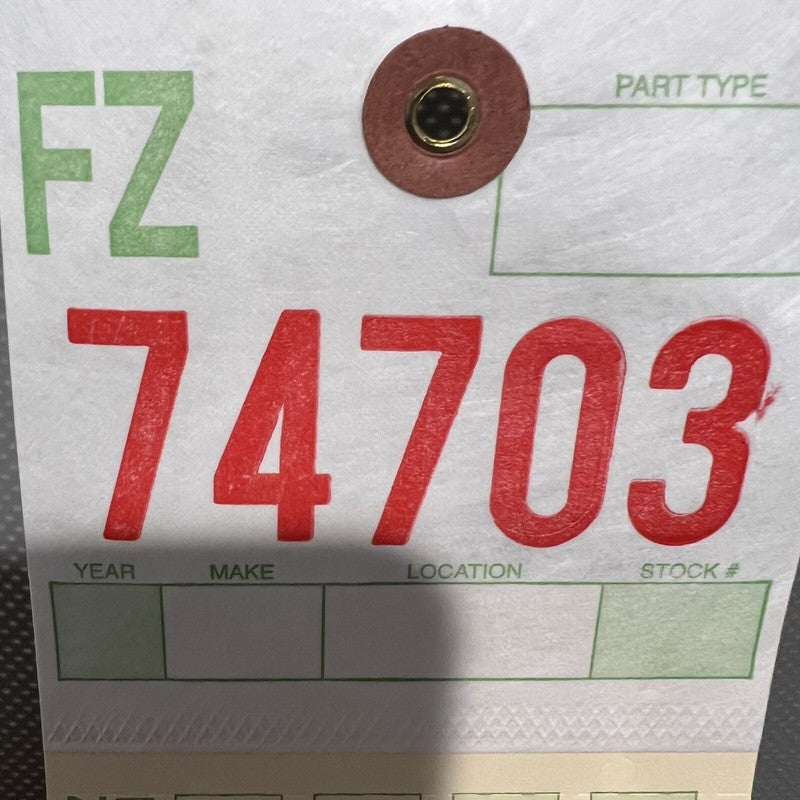 FZ
PART TYPE
74703
YEAR MAKE LOCATION STOCK #